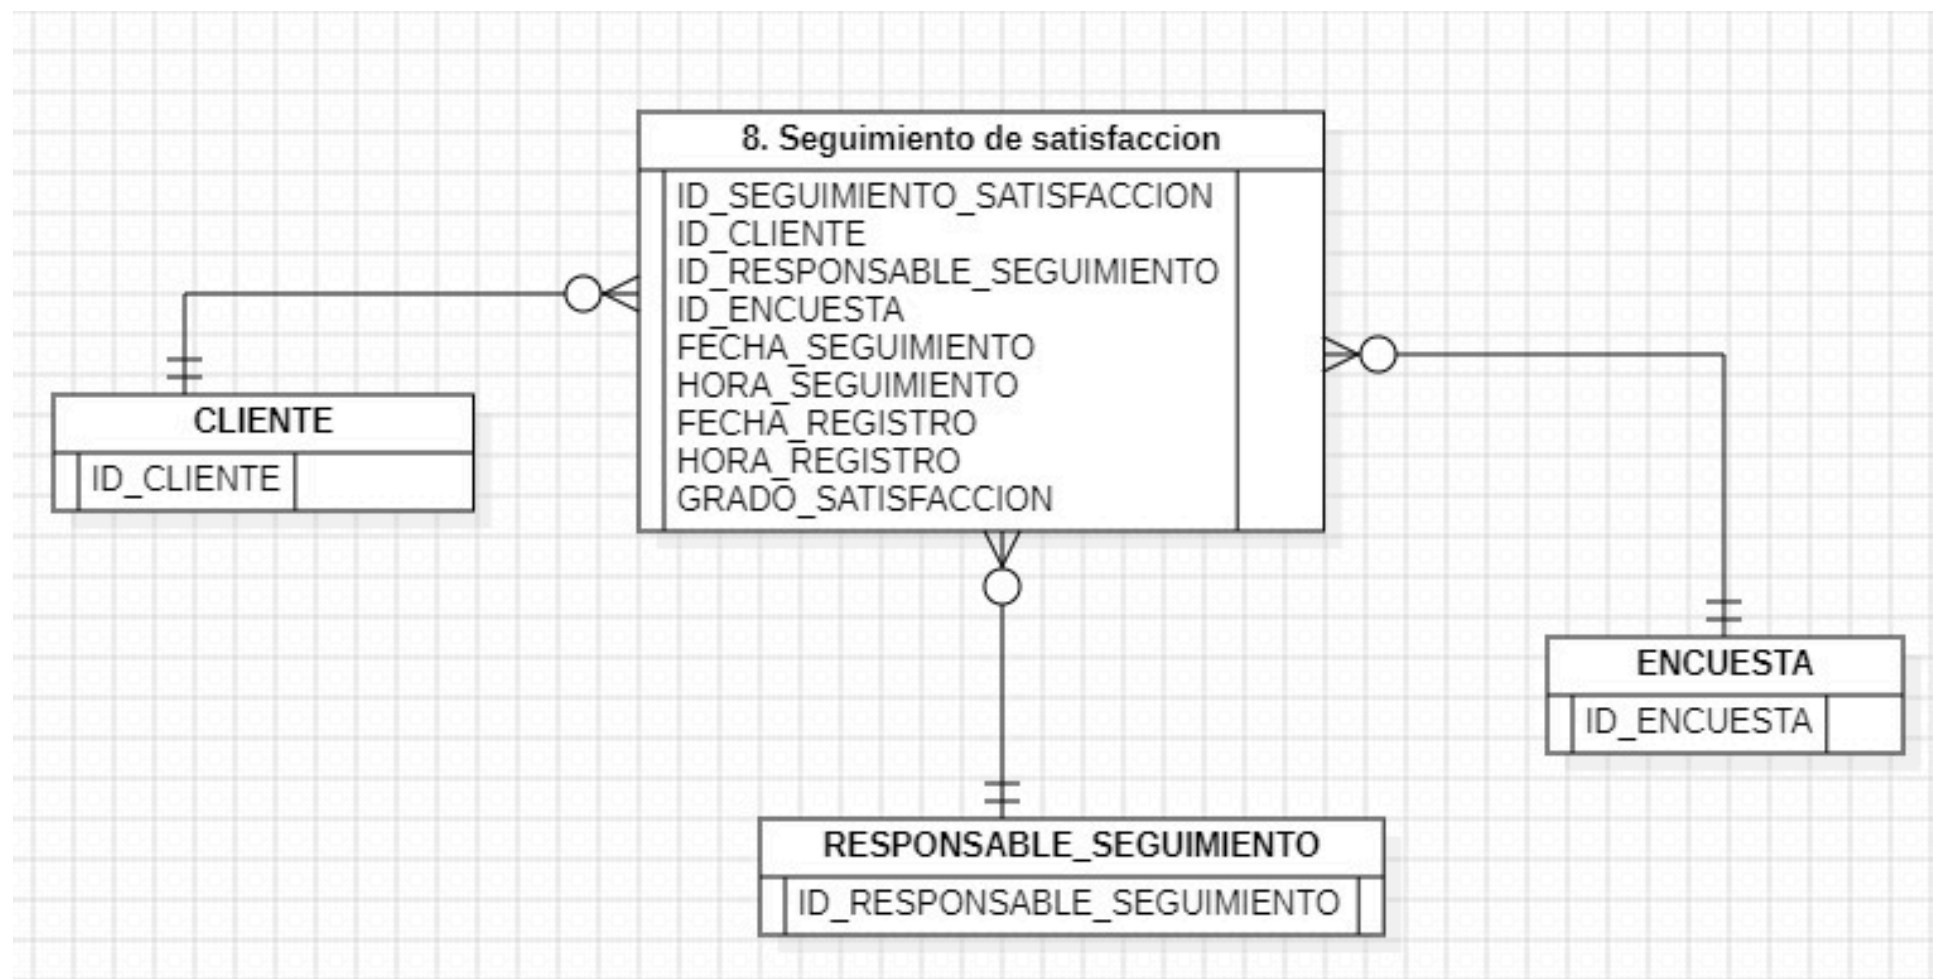 8. Seguimiento de satisfaccion
ID_SEGUIMIENTO_SATISFACCION
ID_CLIENTE
ID_RESPONSABLE_SEGUIMIENTO
ID_ENCUESTA
FECHA_SEGUIMIENTO
HORA_SEGUIMIENTO
FECHA_REGISTRO
HORA_REGISTRO
GRADO_SATISFACCION
CLIENTE
ID_CLIENTE
ENCUESTA
ID_ENCUESTA
RESPONSABLE_SEGUIMIENTO
ID_RESPONSABLE_SEGUIMIENTO